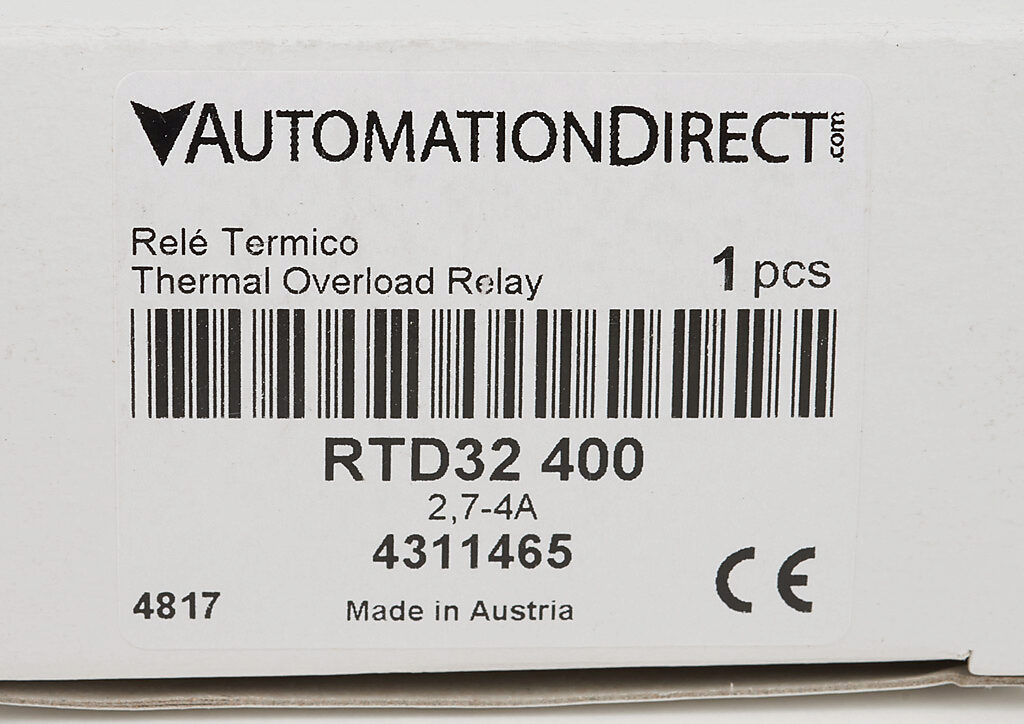 AUTOMATIONDIRECT.com
Relé Termico
Thermal Overload Relay
1 pcs
RTD32 400
2,7-4A
4311465
4817
Made in Austria
CE